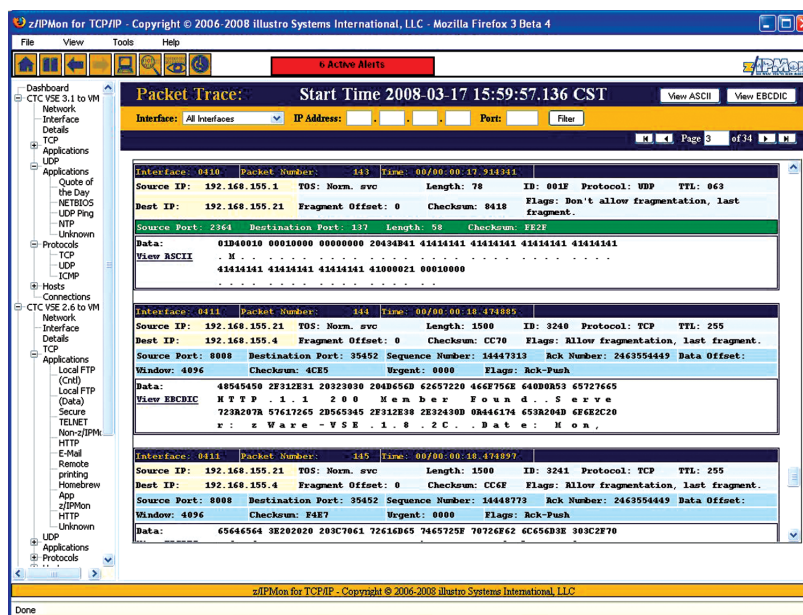 z/IPMon for TCP/IP - Copyright © 2006-2008 illustro Systems International, LLC - Mozilla Firefox 3 Beta 4
File View Tools Help
6 Active Alerts
z/IPMon
Dashboard
CTC VSE 3.1 to VM
Network
Interface
Details
TCP
Applications
UDP
Applications
Quote of
the Day
NETBIOS
UDP Ping
NTP
Unknown
Protocols
TCP
UDP
ICMP
Hosts
Connections
CTC VSE 2.6 to VM
Network
Interface
Details
TCP
Applications
Local FTP
(Cntl)
Local FTP
(Data)
Secure
TELNET
Non-z/IPMo
HTTP
E-Mail
Remote
printing
Homebrew
App
z/IPMon
HTTP
Unknown
UDP
Applications
Protocols
Packet Trace: Start Time 2008-03-17 15:59:57.136 CST View ASCII View EBCDIC
Interface: All Interfaces IP Address: . . . Port: Filter
Page 3 of 34
Interface: 0410 Packet Number: 143 Time: 00/00:00:17.914341
Source IP: 192.168.155.1 TOS: Norm. svc Length: 78 ID: 001F Protocol: UDP TTL: 063
Dest IP: 192.168.155.21 Fragment Offset: 0 Checksum: 8418 Flags: Don't allow fragmentation, last
fragment.
Source Port: 2364 Destination Port: 137 Length: 58 Checksum: FE2F
Data: 01D40010 00010000 00000000 20434B41 41414141 41414141 41414141 41414141
View ASCII . M . . . . . . . . . . . . . . . . . . . . . . . . . . . . . .
41414141 41414141 41414141 41000021 00010000
. . . . . . . . . . . . . . . . . . . .
Interface: 0411 Packet Number: 144 Time: 00/00:00:18.474885
Source IP: 192.168.155.21 TOS: Norm. svc Length: 1500 ID: 3240 Protocol: TCP TTL: 255
Dest IP: 192.168.155.4 Fragment Offset: 0 Checksum: CC70 Flags: Allow fragmentation, last fragment.
Source Port: 8008 Destination Port: 35452 Sequence Number: 14447313 Ack Number: 2463554449 Data Offset:
Window: 4096 Checksum: 4CE5 Urgent: 0000 Flags: Ack-Push
Data: 48545450 2F312E31 20323030 204D656D 62657220 466F756E 640D0A53 65727665
View EBCDIC H T T P . 1 . 1 2 0 0 M e m b e r F o u n d . . S e r v e
723A207A 57617265 2D565345 2F312E38 2E32430D 0A446174 653A204D 6F6E2C20
r : z W a r e - V S E . 1 . 8 . 2 C . . D a t e : M o n ,
Interface: 0411 Packet Number: 145 Time: 00/00:00:18.474897
Source IP: 192.168.155.21 TOS: Norm. svc Length: 1500 ID: 3241 Protocol: TCP TTL: 255
Dest IP: 192.168.155.4 Fragment Offset: 0 Checksum: CC6F Flags: Allow fragmentation, last fragment.
Source Port: 8008 Destination Port: 35452 Sequence Number: 14448773 Ack Number: 2463554449 Data Offset:
Window: 4096 Checksum: F4E7 Urgent: 0000 Flags: Ack-Push
Data: 65646564 3E202020 203C7061 72616D65 7465725F 70726F62 6C656D3E 303C2F70
z/IPMon for TCP/IP - Copyright © 2006-2008 illustro Systems International, LLC
Done